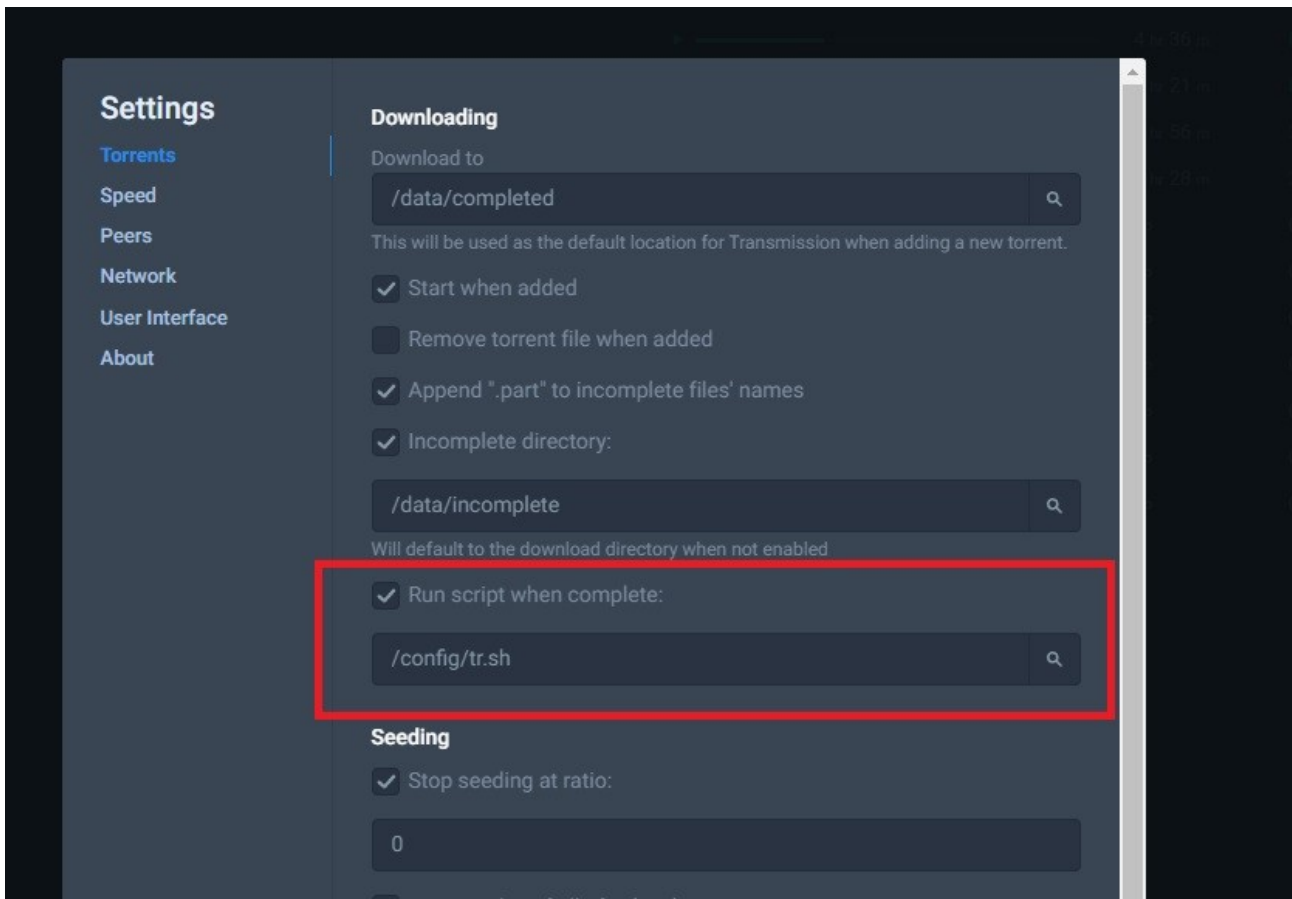 Settings
Torrents
Speed
Peers
Network
User Interface
About
Downloading
Download to
/data/completed
This will be used as the default location for Transmission when adding a new torrent.
Start when added
Remove torrent file when added
Append ".part" to incomplete files' names
Incomplete directory:
/data/incomplete
Will default to the download directory when not enabled
Run script when complete:
/config/tr.sh
Seeding
Stop seeding at ratio:
0